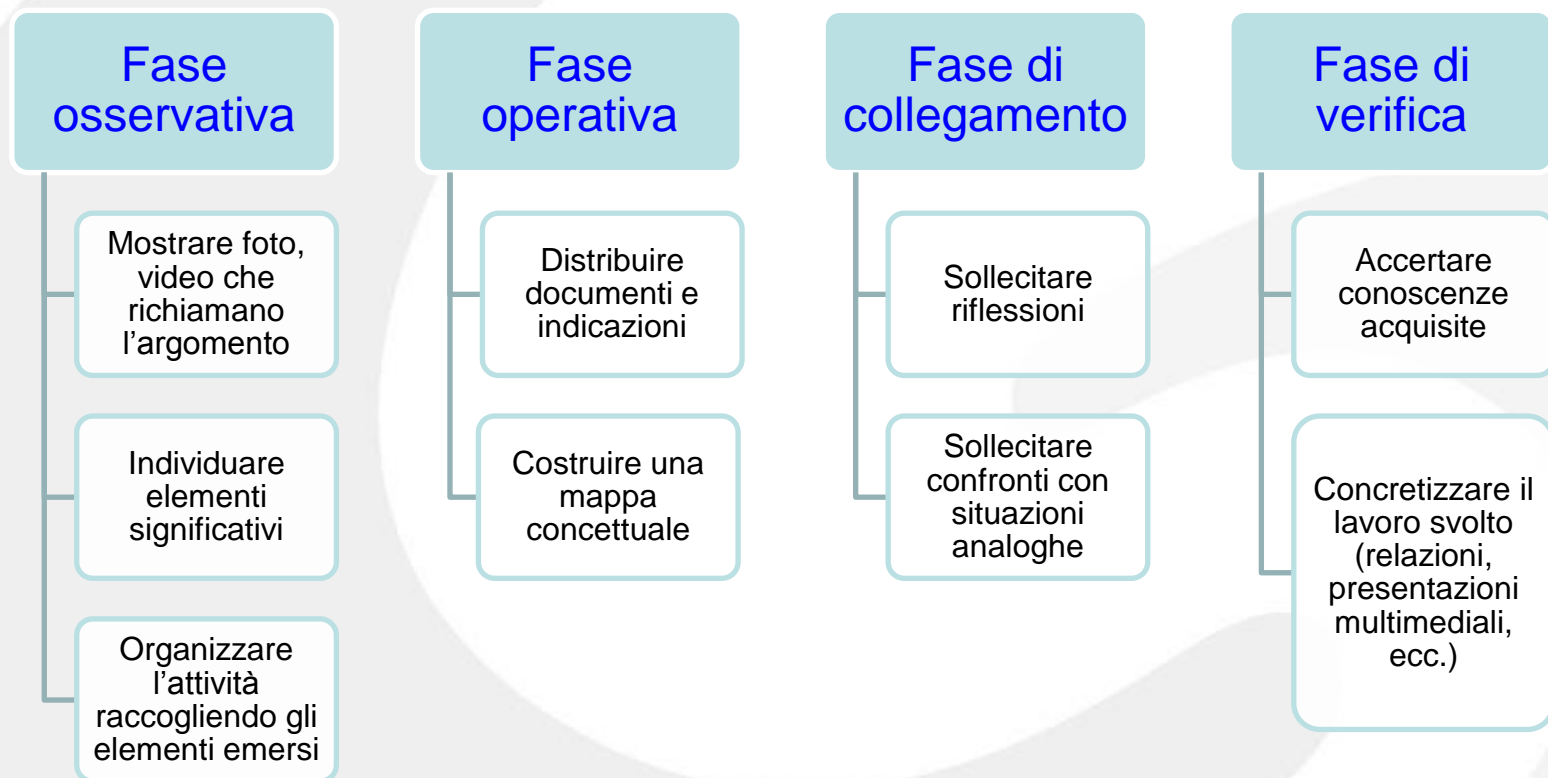 Fase
osservativa
Mostrare foto,
video che
richiamano
l’argomento
Individuare
elementi
significativi
Organizzare
l’attività
raccogliendo gli
elementi emersi
Fase
operativa
Distribuire
documenti e
indicazioni
Costruire una
mappa
concettuale
Fase di
collegamento
Sollecitare
riflessioni
Sollecitare
confronti con
situazioni
analoghe
Fase di
verifica
Accertare
conoscenze
acquisite
Concretizzare il
lavoro svolto
(relazioni,
presentazioni
multimediali,
ecc.)